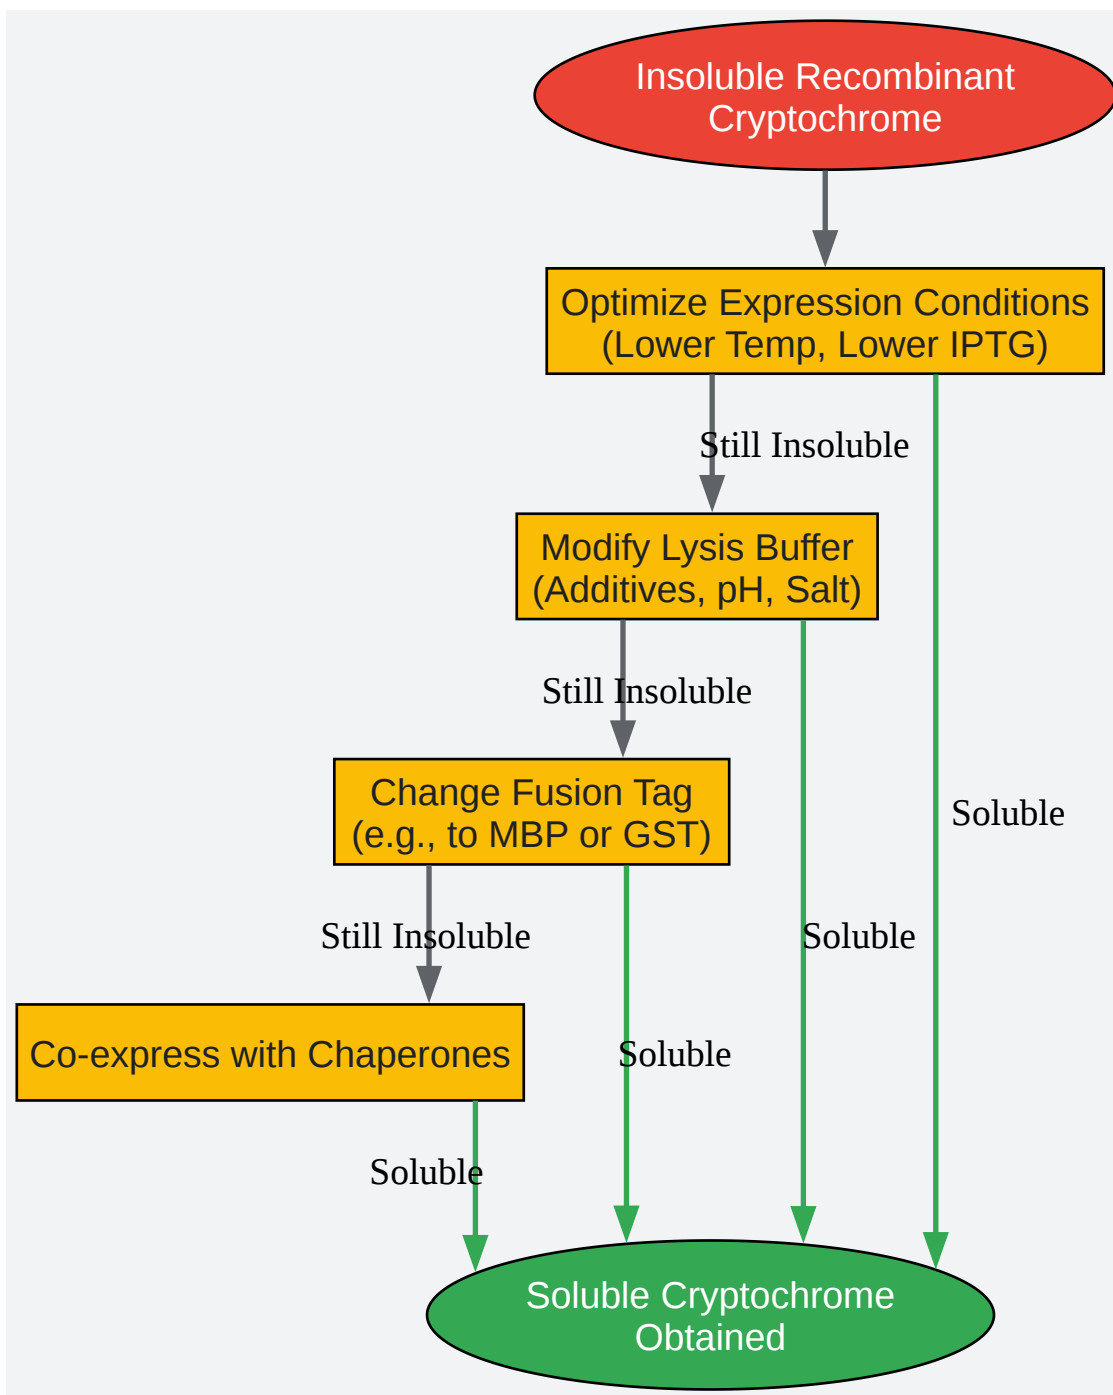 Insoluble Recombinant
Cryptochrome
Optimize Expression Conditions
(Lower Temp, Lower IPTG)
Still Insoluble
Modify Lysis Buffer
(Additives, pH, Salt)
Still Insoluble
Change Fusion Tag
(e.g., to MBP or GST)
Soluble
Still Insoluble
Soluble
Co-express with Chaperones
Soluble
Soluble
Soluble Cryptochrome
Obtained